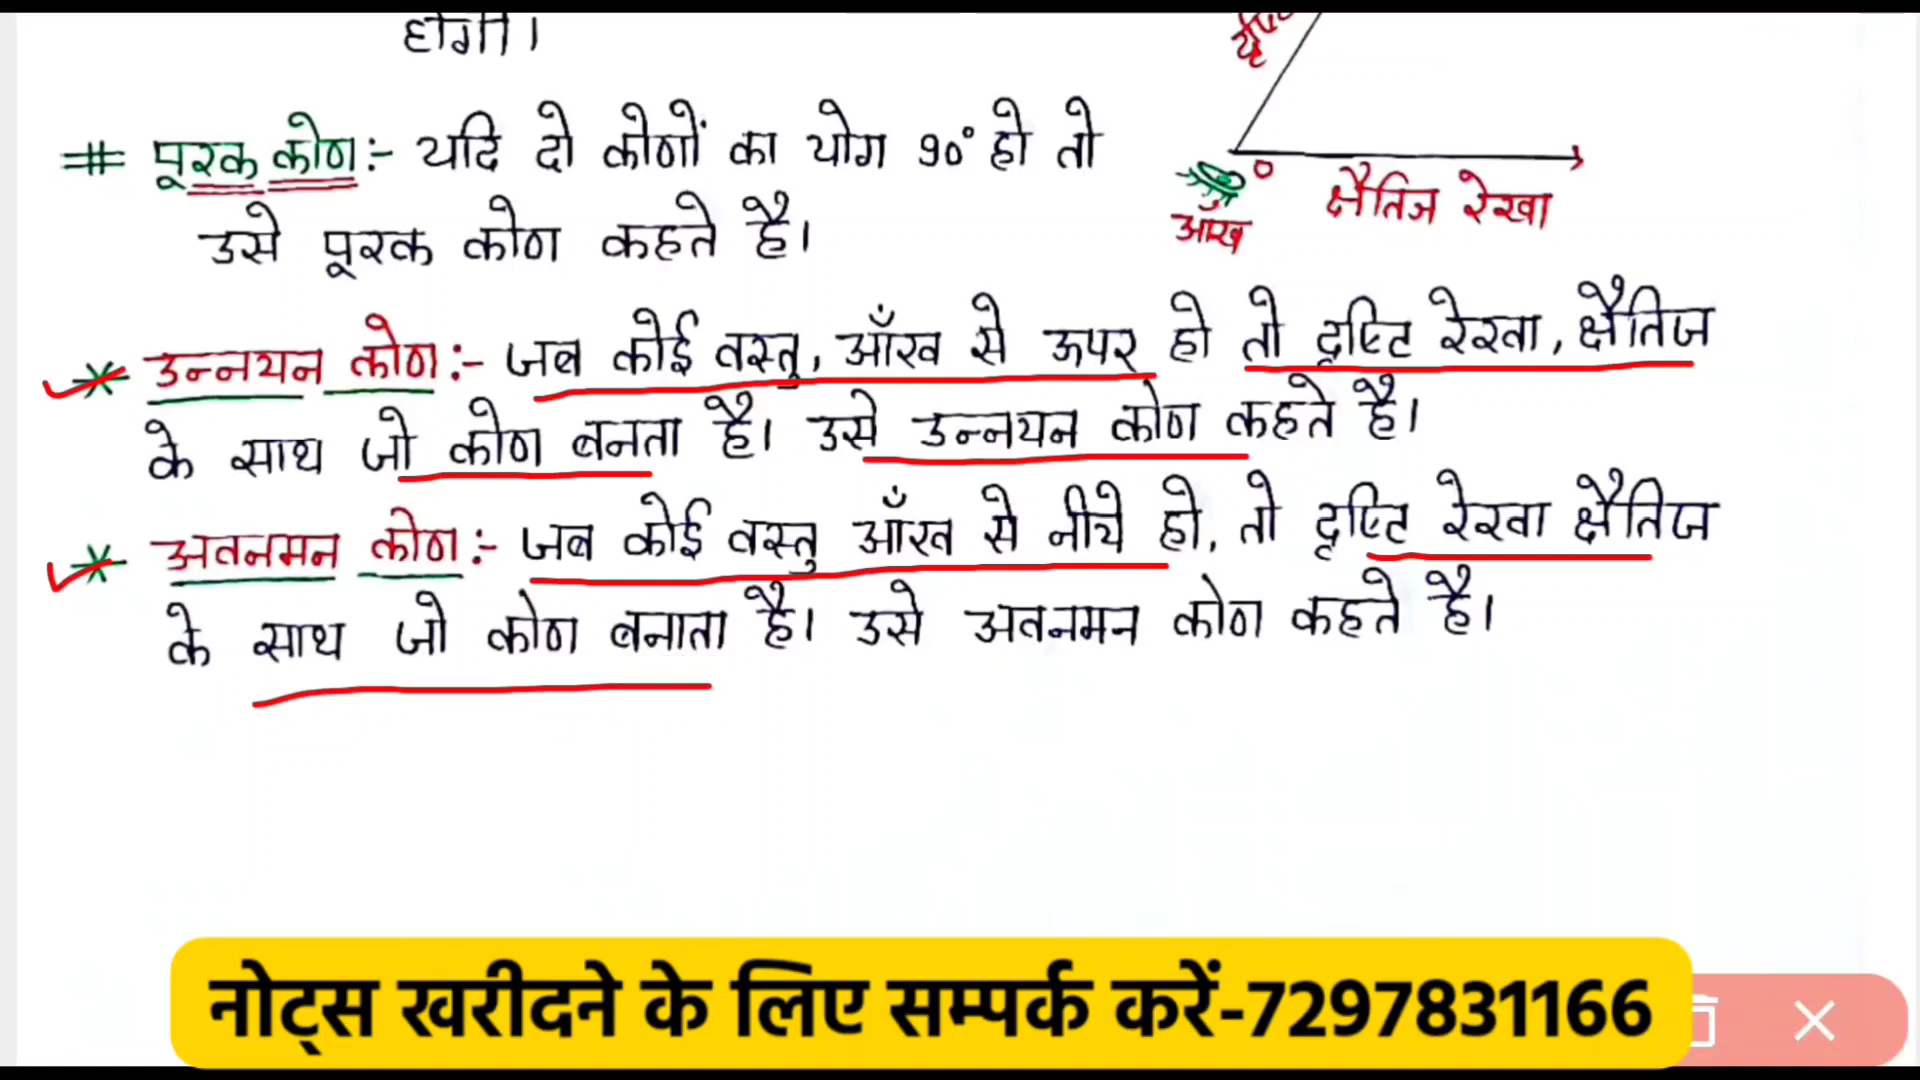 होगा।
# पूरक कोण:- यदि दो कोणों का योग 90° हो तो
उसे पूरक कोण कहते है।
आँख
क्षैतिज रेखा
* उन्नयन कोण:- जब कोई वस्तु, आँख से ऊपर हो तो दृष्टि रेखा, क्षैतिज
के साथ जो कोण बनता है। उसे उन्नयन कोण कहते है।
* अवनमन कोण:- जब कोई वस्तु आँख से नीचे हो, तो दृष्टि रेखा क्षैतिज
के साथ जो कोण बनाता है। उसे अवनमन कोण कहते है।
नोट्स खरीदने के लिए सम्पर्क करें-7297831166